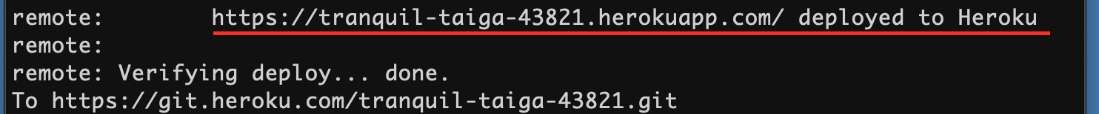 remote:        https://tranquil-taiga-43821.herokuapp.com/ deployed to Heroku
remote:
remote: Verifying deploy... done.
To https://git.heroku.com/tranquil-taiga-43821.git